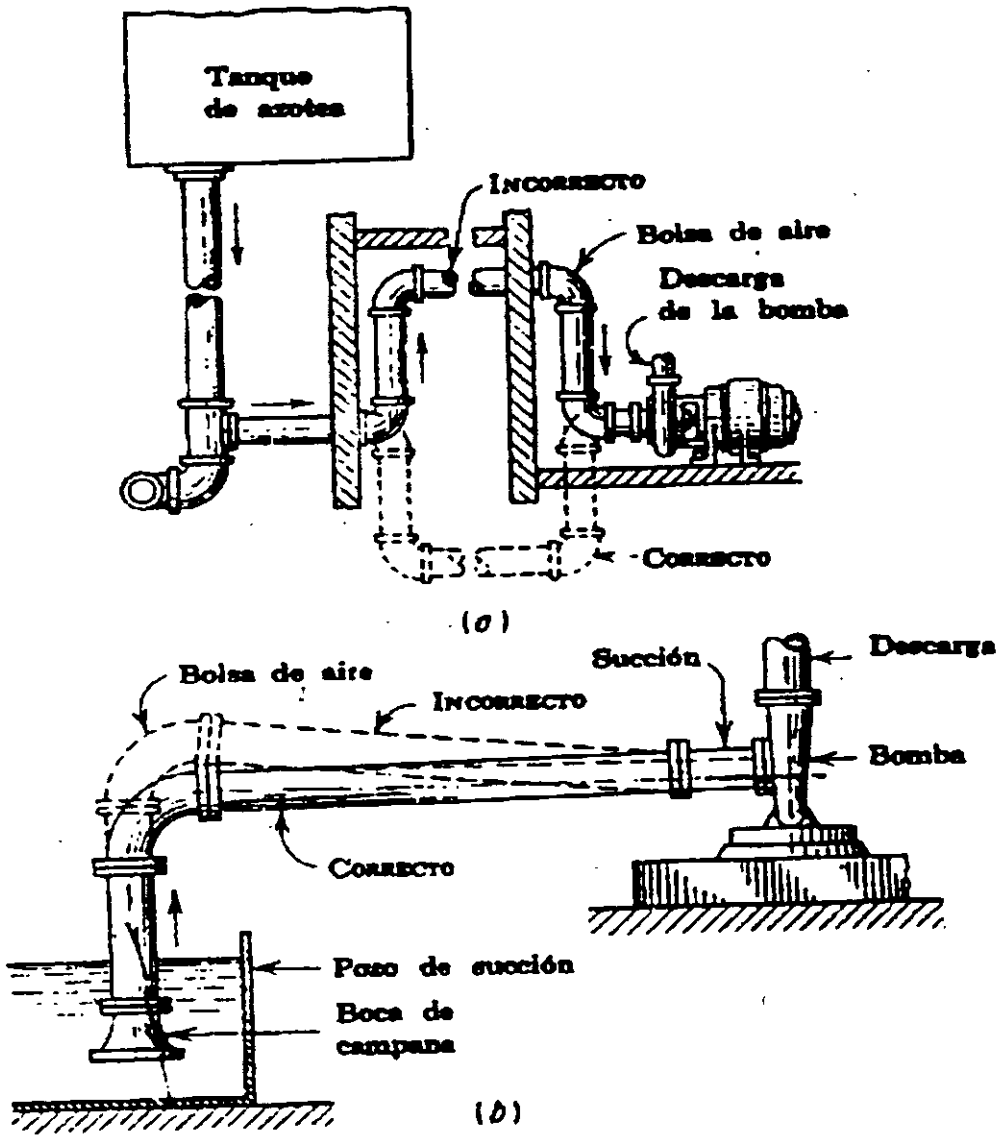 Tanque
de azotea
INCORRECTO
Bolsa de aire
Descarga
de la bomba
CORRECTO
(a)
Bolsa de aire
INCORRECTO
Succión
Descarga
Bomba
CORRECTO
Pozo de succión
Boca de
campana
(b)